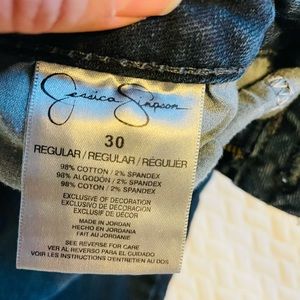 Jessica Simpson
30
REGULAR / REGULAR / RÉGULIER
98% COTTON / 2% SPANDEX
98% ALGODÓN / 2% SPANDEX
98% COTON / 2% SPANDEX
EXCLUSIVE OF DECORATION
EXCLUSIVO DE DECORACIÓN
EXCLUSIF DE DÉCOR
MADE IN JORDAN
HECHO EN JORDANIA
FAIT AU JORDANIE
SEE REVERSE FOR CARE
VER AL REVERSO PARA EL CUIDADO
VOIR LES INSTRUCTIONS D'ENTRETIEN AU DOS